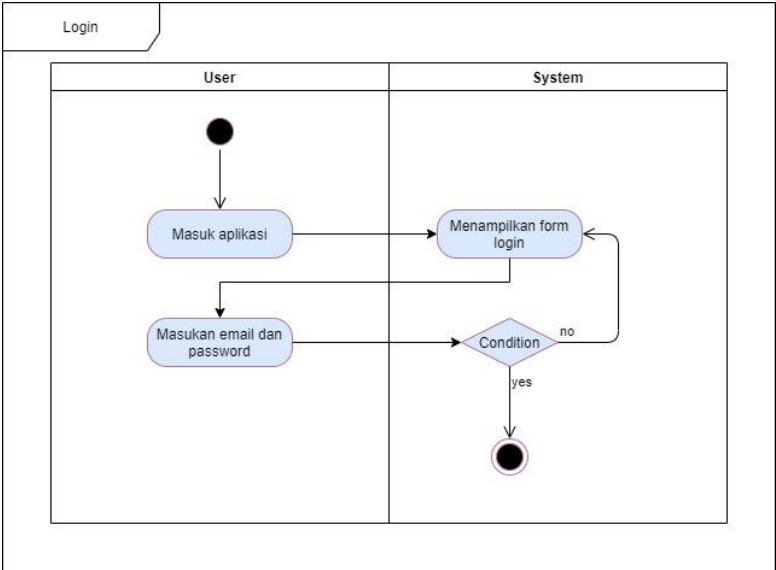 Login
User
System
Masuk aplikasi
Menampilkan form
login
Masukan email dan
password
Condition
no
yes